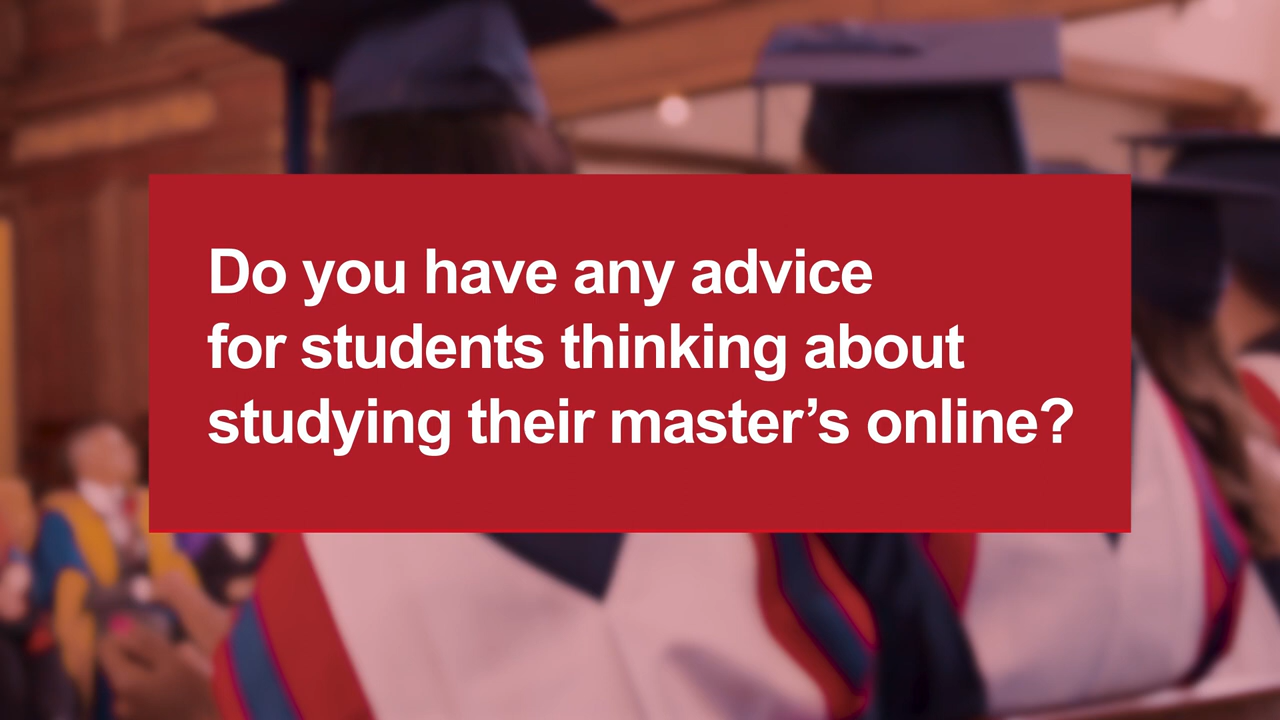 Do you have any advice
for students thinking about
studying their master’s online?